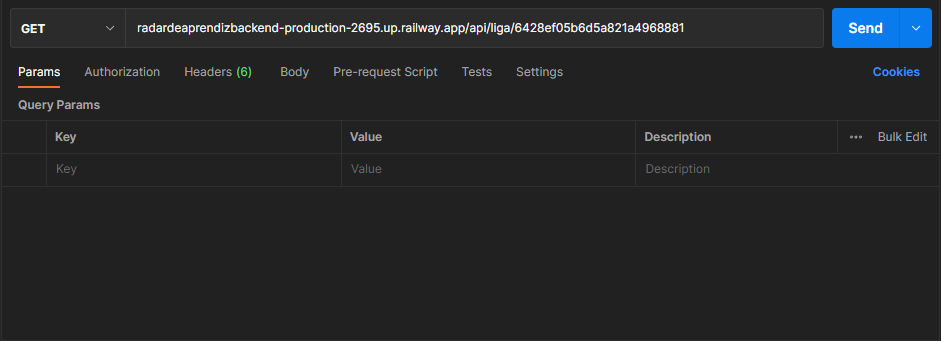 GET radardeaprendizbackend-production-2695.up.railway.app/api/liga/6428ef05b6d5a821a4968881 Send
Params Authorization Headers (6) Body Pre-request Script Tests Settings Cookies
Query Params
Key Value Description ··· Bulk Edit
Key Value Description